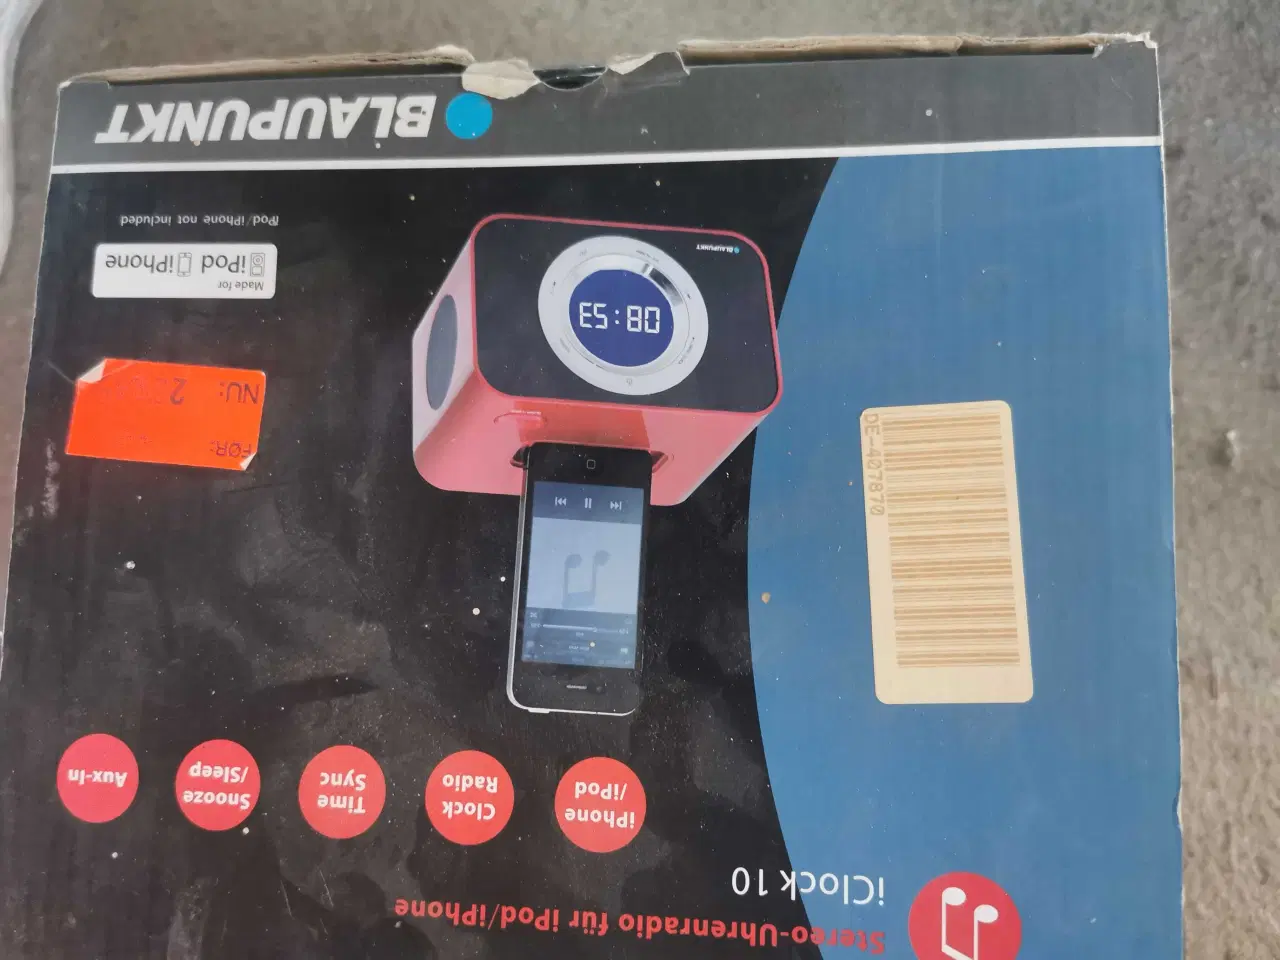 Stereo-Uhrenradio für iPod/iPhone
iClock 10
iPhone
/iPod
Clock
Radio
Time
Sync
Snooze
/Sleep
Aux-In
DE-407870
FØR:
NU:
08:53
BLAUPUNKT
Made for
iPod iPhone
iPod/iPhone not included
BLAUPUNKT